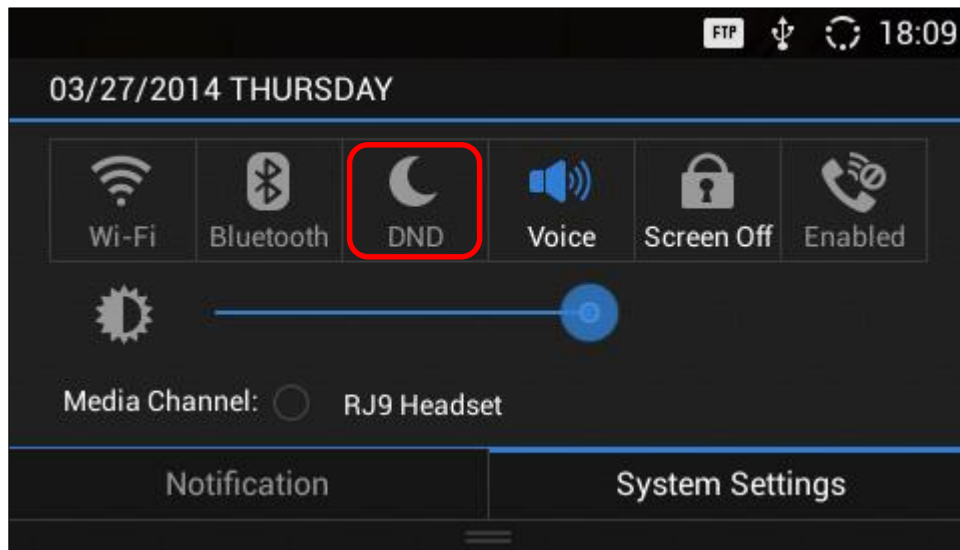 FTP 18:09
03/27/2014 THURSDAY
Wi-Fi Bluetooth DND Voice Screen Off Enabled
Media Channel: RJ9 Headset
Notification System Settings